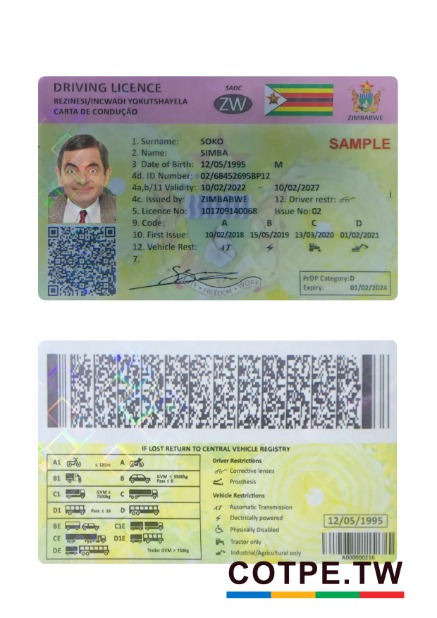 DRIVING LICENCE
SADC
REZINESI/INCWADI YOKUTSHAYELA
ZW
CARTA DE CONDUÇÃO
ZIMBABWE
SAMPLE
1. Surname: SOKO
2. Name: SIMBA
3 Date of Birth: 12/05/1995 M
4d. ID Number: 02/68452695BP12
4a,b/11 Validity: 10/02/2022 - 10/02/2027
4c. Issued by: ZIMBABWE 12. Driver restr:
5. Licence No: 101709140068 Issue No: 02
9. Code: A B C D
10. First Issue: 10/02/2018 15/05/2019 13/03/2020 01/02/2021
12. Vehicle Rest: AT
7.
FREEDOM WORK
PrDP Category: D
Expiry: 01/02/2024
IF LOST RETURN TO CENTRAL VEHICLE REGISTRY
A1 ≤ 125cc A
B1 B GVM ≤ 3500kg
Pass ≤ 8
C1 GVM ≤ 7500kg C
D1 Pass ≤ 16 D
BE C1E
CE D1E
DE Trailer GVM > 750kg
Driver Restrictions
Corrective lenses
Prosthesis
Vehicle Restrictions
AT Automatic Transmission
Electrically powered
Physically Disabled
Tractor only
Industrial/Agricultural only
12/05/1995
COTPE.TW